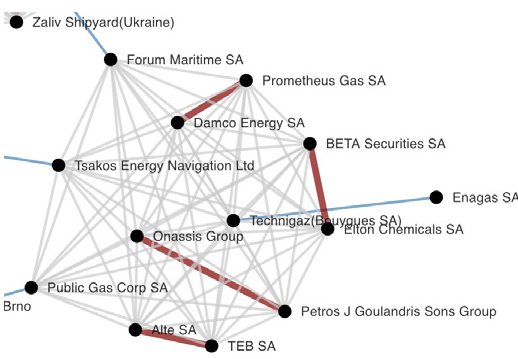 Zaliv Shipyard(Ukraine)
Forum Maritime SA
Prometheus Gas SA
Damco Energy SA
BETA Securities SA
Tsakos Energy Navigation Ltd
Enagas SA
Technigaz(Bouygues SA)
Elton Chemicals SA
Onassis Group
Public Gas Corp SA
Brno
Petros J Goulandris Sons Group
Alte SA
TEB SA